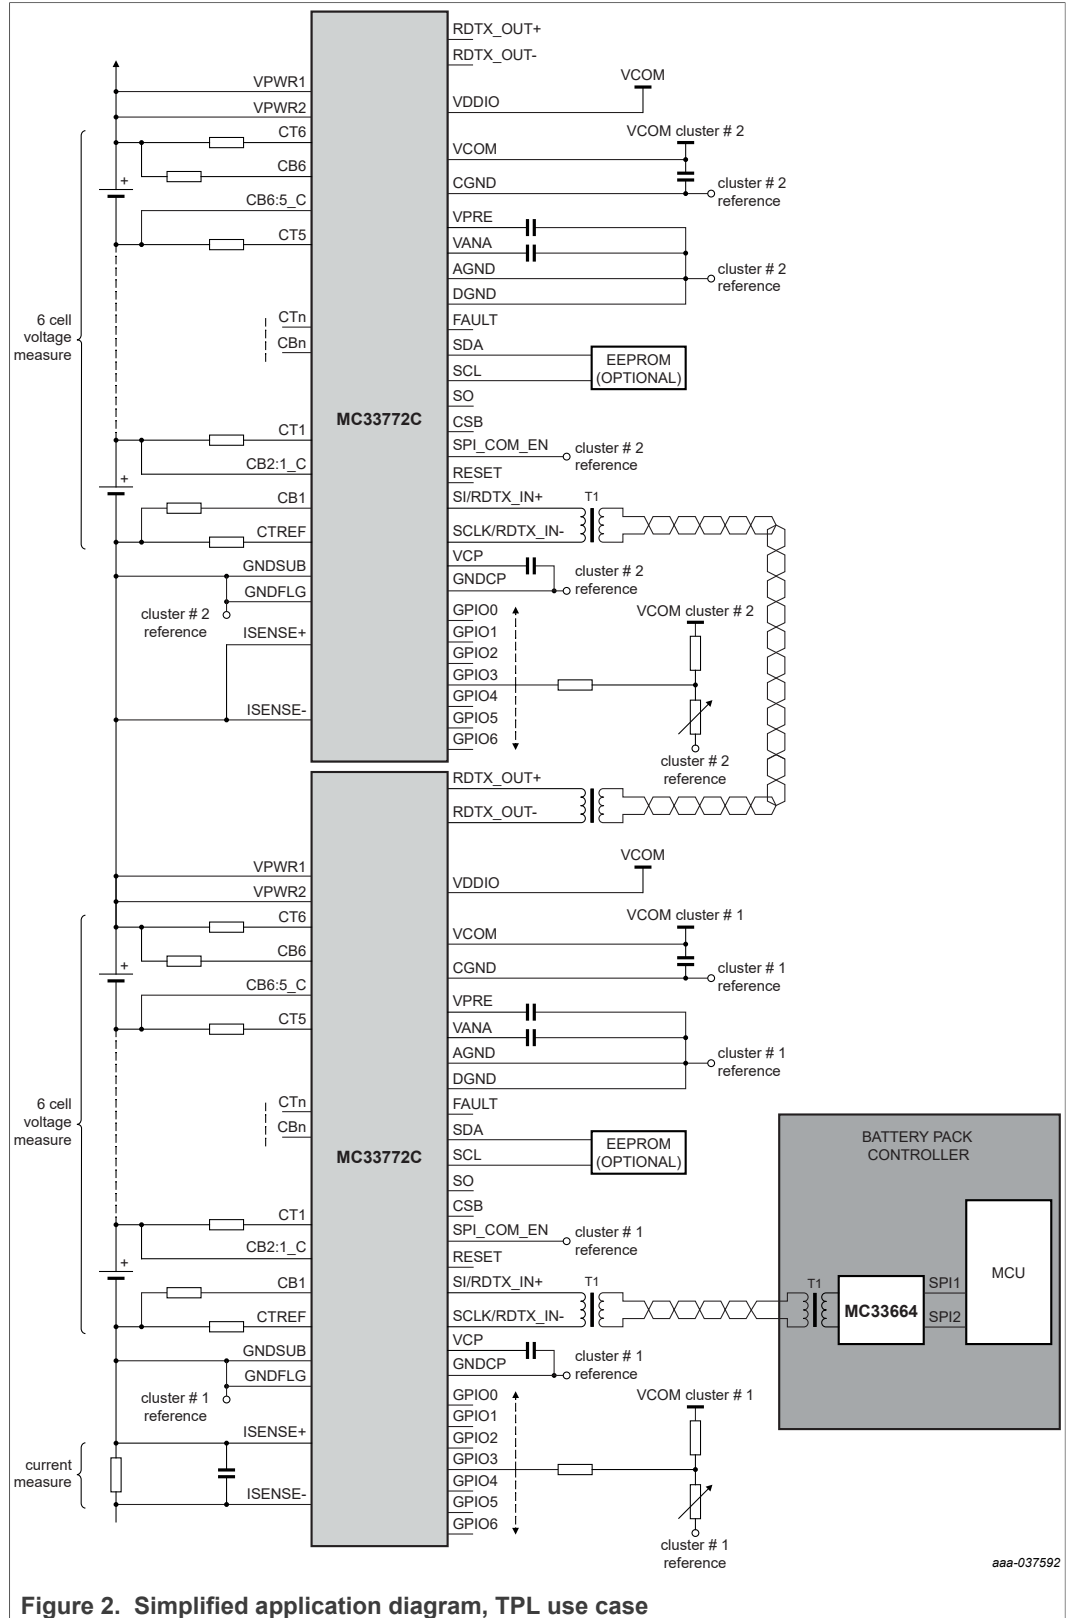 RDTX_OUT+
RDTX_OUT-
VCOM
VPWR1
VDDIO
VPWR2
CT6
VCOM cluster # 2
VCOM
CB6
CGND
cluster # 2
reference
+
CB6:5_C
VPRE
CT5
VANA
AGND
cluster # 2
reference
DGND
CTn
FAULT
6 cell
voltage
measure
CBn
SDA
EEPROM
(OPTIONAL)
SCL
SO
MC33772C
CSB
CT1
SPI_COM_EN
cluster # 2
reference
CB2:1_C
RESET
+
CB1
SI/RDTX_IN+
T1
CTREF
SCLK/RDTX_IN-
VCP
GNDSUB
GNDCP
cluster # 2
reference
GNDFLG
cluster # 2
reference
GPIO0
VCOM cluster # 2
ISENSE+
GPIO1
GPIO2
GPIO3
GPIO4
ISENSE-
GPIO5
GPIO6
cluster # 2
reference
RDTX_OUT+
RDTX_OUT-
VCOM
VPWR1
VDDIO
VPWR2
CT6
VCOM cluster # 1
VCOM
CB6
CGND
cluster # 1
reference
+
CB6:5_C
VPRE
CT5
VANA
AGND
cluster # 1
reference
DGND
CTn
FAULT
6 cell
voltage
measure
CBn
SDA
EEPROM
(OPTIONAL)
SCL
BATTERY PACK
CONTROLLER
MC33772C
SO
CSB
CT1
SPI_COM_EN
cluster # 1
reference
CB2:1_C
RESET
+
CB1
SI/RDTX_IN+
T1
T1
MC33664
SPI1
SPI2
MCU
CTREF
SCLK/RDTX_IN-
VCP
GNDSUB
GNDCP
cluster # 1
reference
GNDFLG
cluster # 1
reference
GPIO0
VCOM cluster # 1
ISENSE+
GPIO1
GPIO2
current
measure
GPIO3
GPIO4
ISENSE-
GPIO5
GPIO6
cluster # 1
reference
aaa-037592
Figure 2. Simplified application diagram, TPL use case